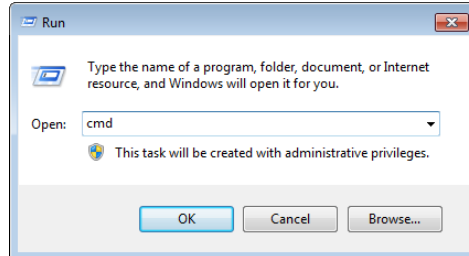 Run
Type the name of a program, folder, document, or Internet
resource, and Windows will open it for you.
Open: cmd
This task will be created with administrative privileges.
OK Cancel Browse...